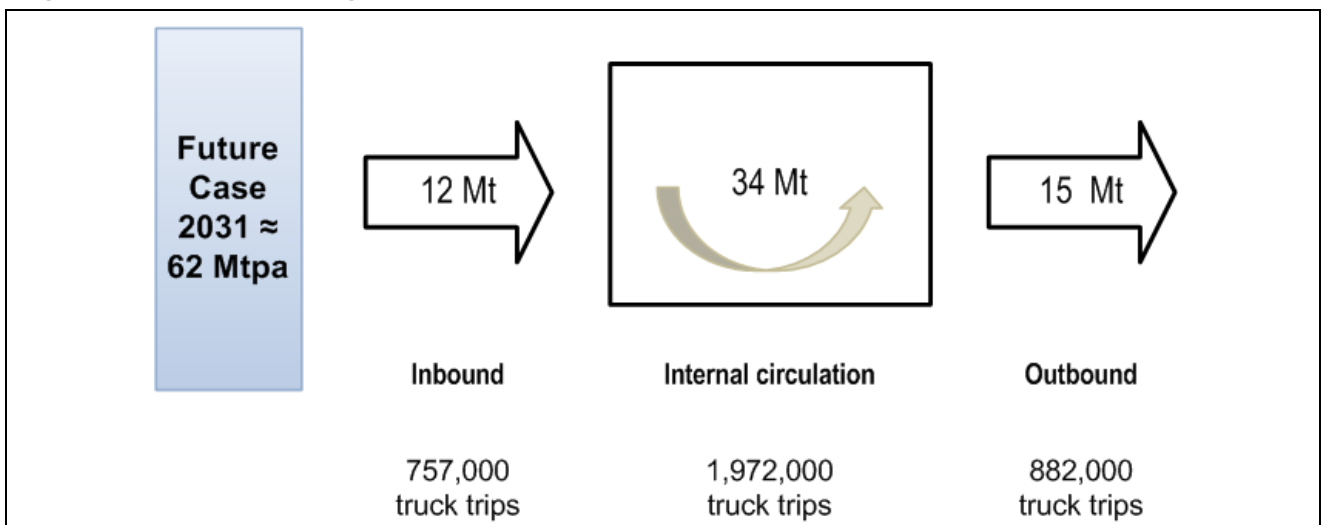 Future
Case
2031 ≈
62 Mtpa
12 Mt
34 Mt
15 Mt
Inbound
Internal circulation
Outbound
757,000
truck trips
1,972,000
truck trips
882,000
truck trips